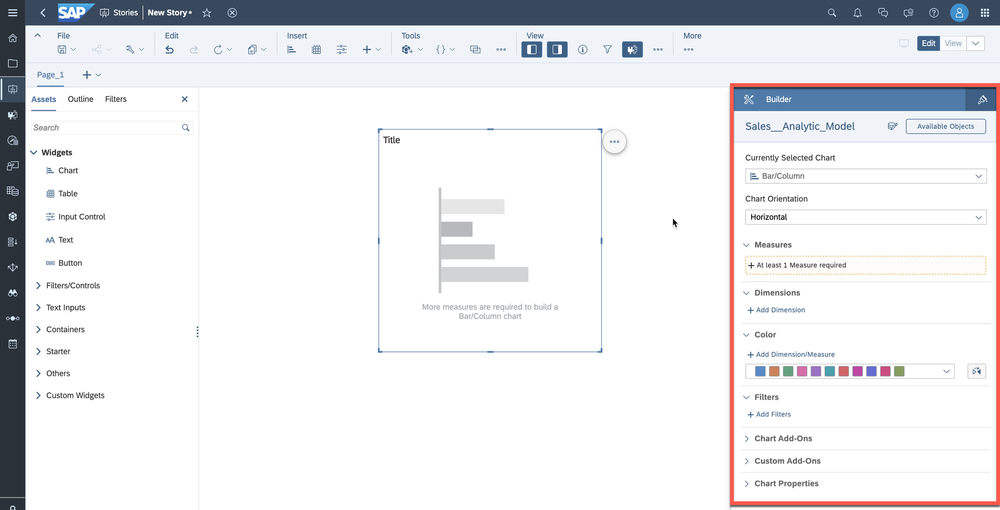 SAP Stories New Story*
File Edit Insert Tools View More
Edit View
Page_1
Assets Outline Filters
Search
Widgets
Chart
Table
Input Control
Text
Button
Filters/Controls
Text Inputs
Containers
Starter
Others
Custom Widgets
Title
More measures are required to build a
Bar/Column chart
Builder
Sales__Analytic_Model Available Objects
Currently Selected Chart
Bar/Column
Chart Orientation
Horizontal
Measures
+ At least 1 Measure required
Dimensions
+ Add Dimension
Color
+ Add Dimension/Measure
Filters
+ Add Filters
Chart Add-Ons
Custom Add-Ons
Chart Properties